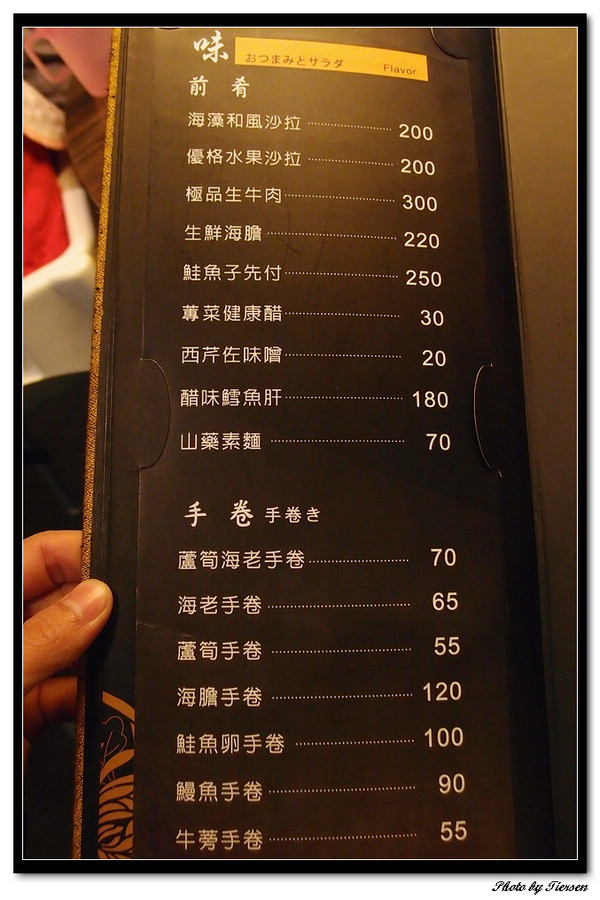 味 おつまみとサラダ Flavor
前肴
海藻和風沙拉 200
優格水果沙拉 200
極品生牛肉 300
生鮮海膽 220
鮭魚子先付 250
蓴菜健康醋 30
西芹佐味噌 20
醋味鱈魚肝 180
山藥素麵 70
手卷 手巻き
蘆筍海老手卷 70
海老手卷 65
蘆筍手卷 55
海膽手卷 120
鮭魚卵手卷 100
鰻魚手卷 90
牛蒡手卷 55
Photo by Tiersen